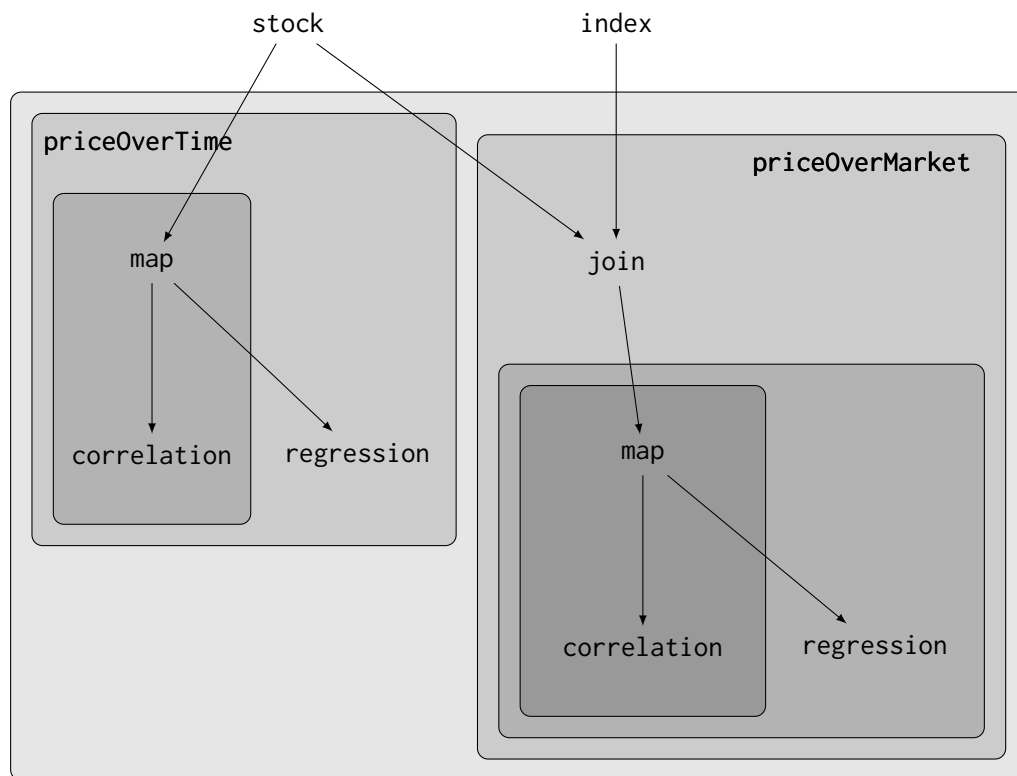 stock
index
priceOverTime
priceOverMarket
map
join
correlation
regression
map
correlation
regression